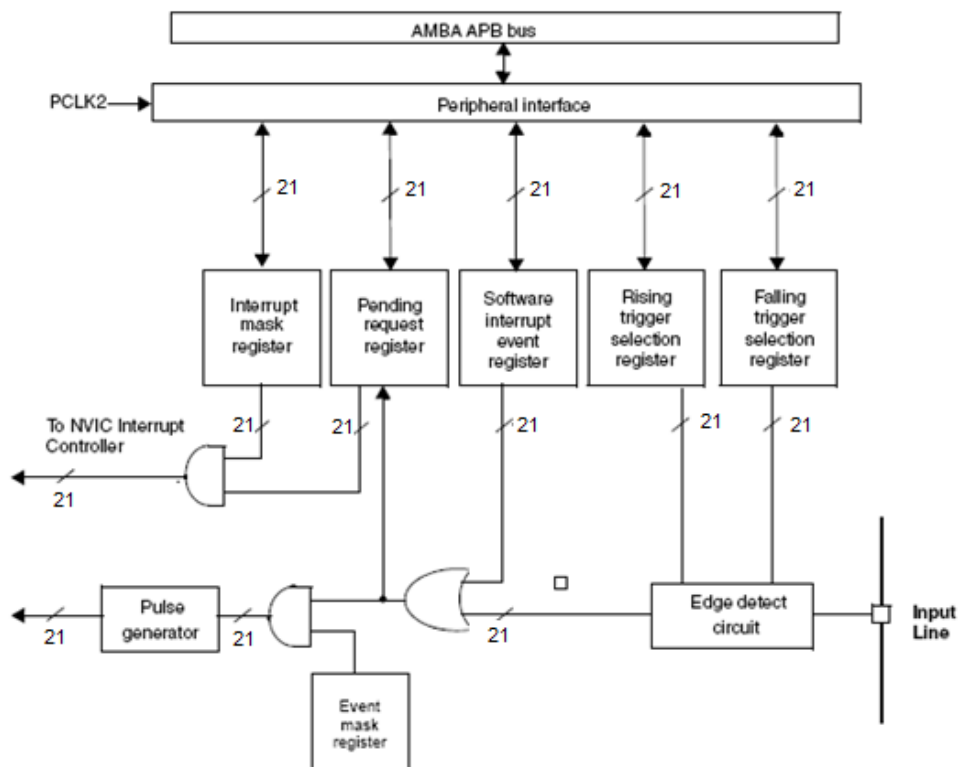 AMBA APB bus
PCLK2
Peripheral interface
21
21
21
21
21
Interrupt
mask
register
Pending
request
register
Software
interrupt
event
register
Rising
trigger
selection
register
Falling
trigger
selection
register
To NVIC Interrupt
Controller
21
21
21
21
21
21
Pulse
generator
21
21
21
Edge detect
circuit
Input
Line
Event
mask
register